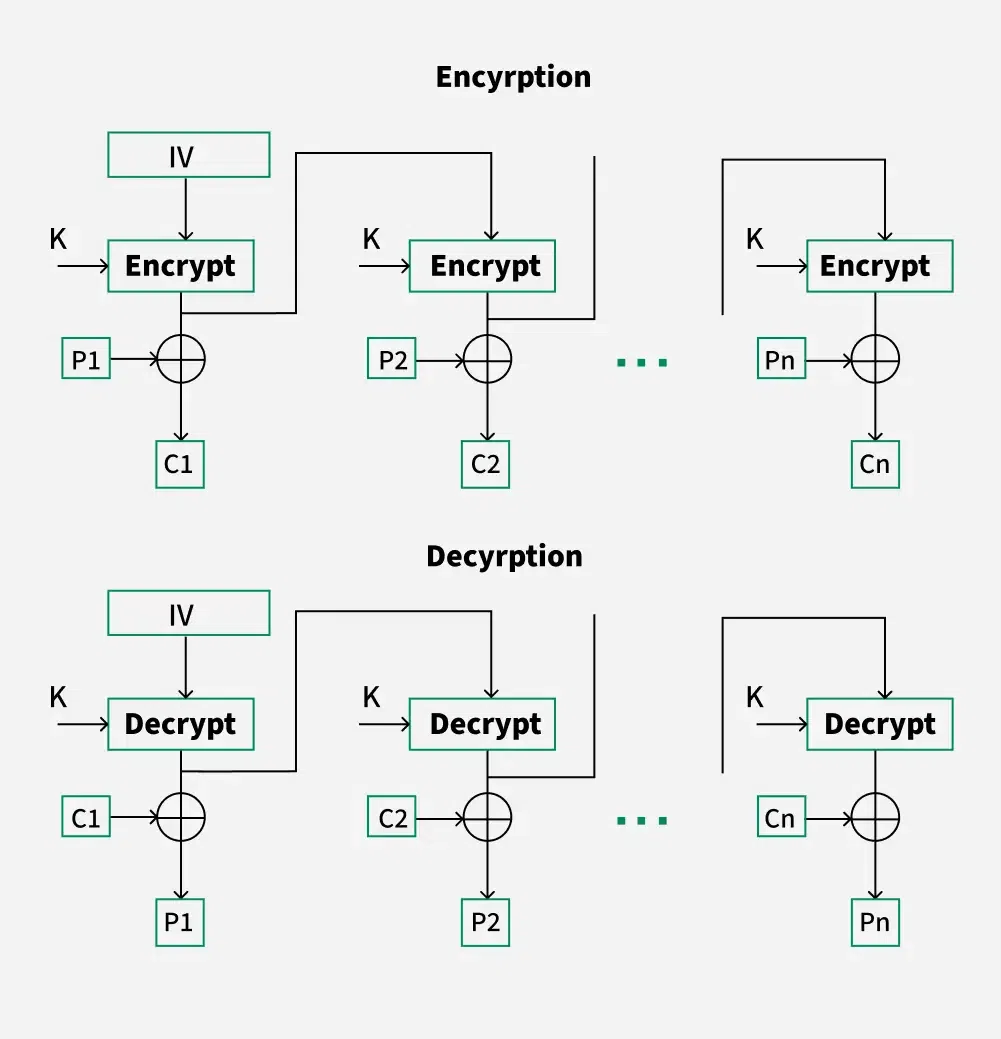 Encyrption
IV
K K K
Encrypt Encrypt Encrypt
P1 P2 Pn
C1 C2 Cn
Decyrption
IV
K K K
Decrypt Decrypt Decrypt
C1 C2 Cn
P1 P2 Pn